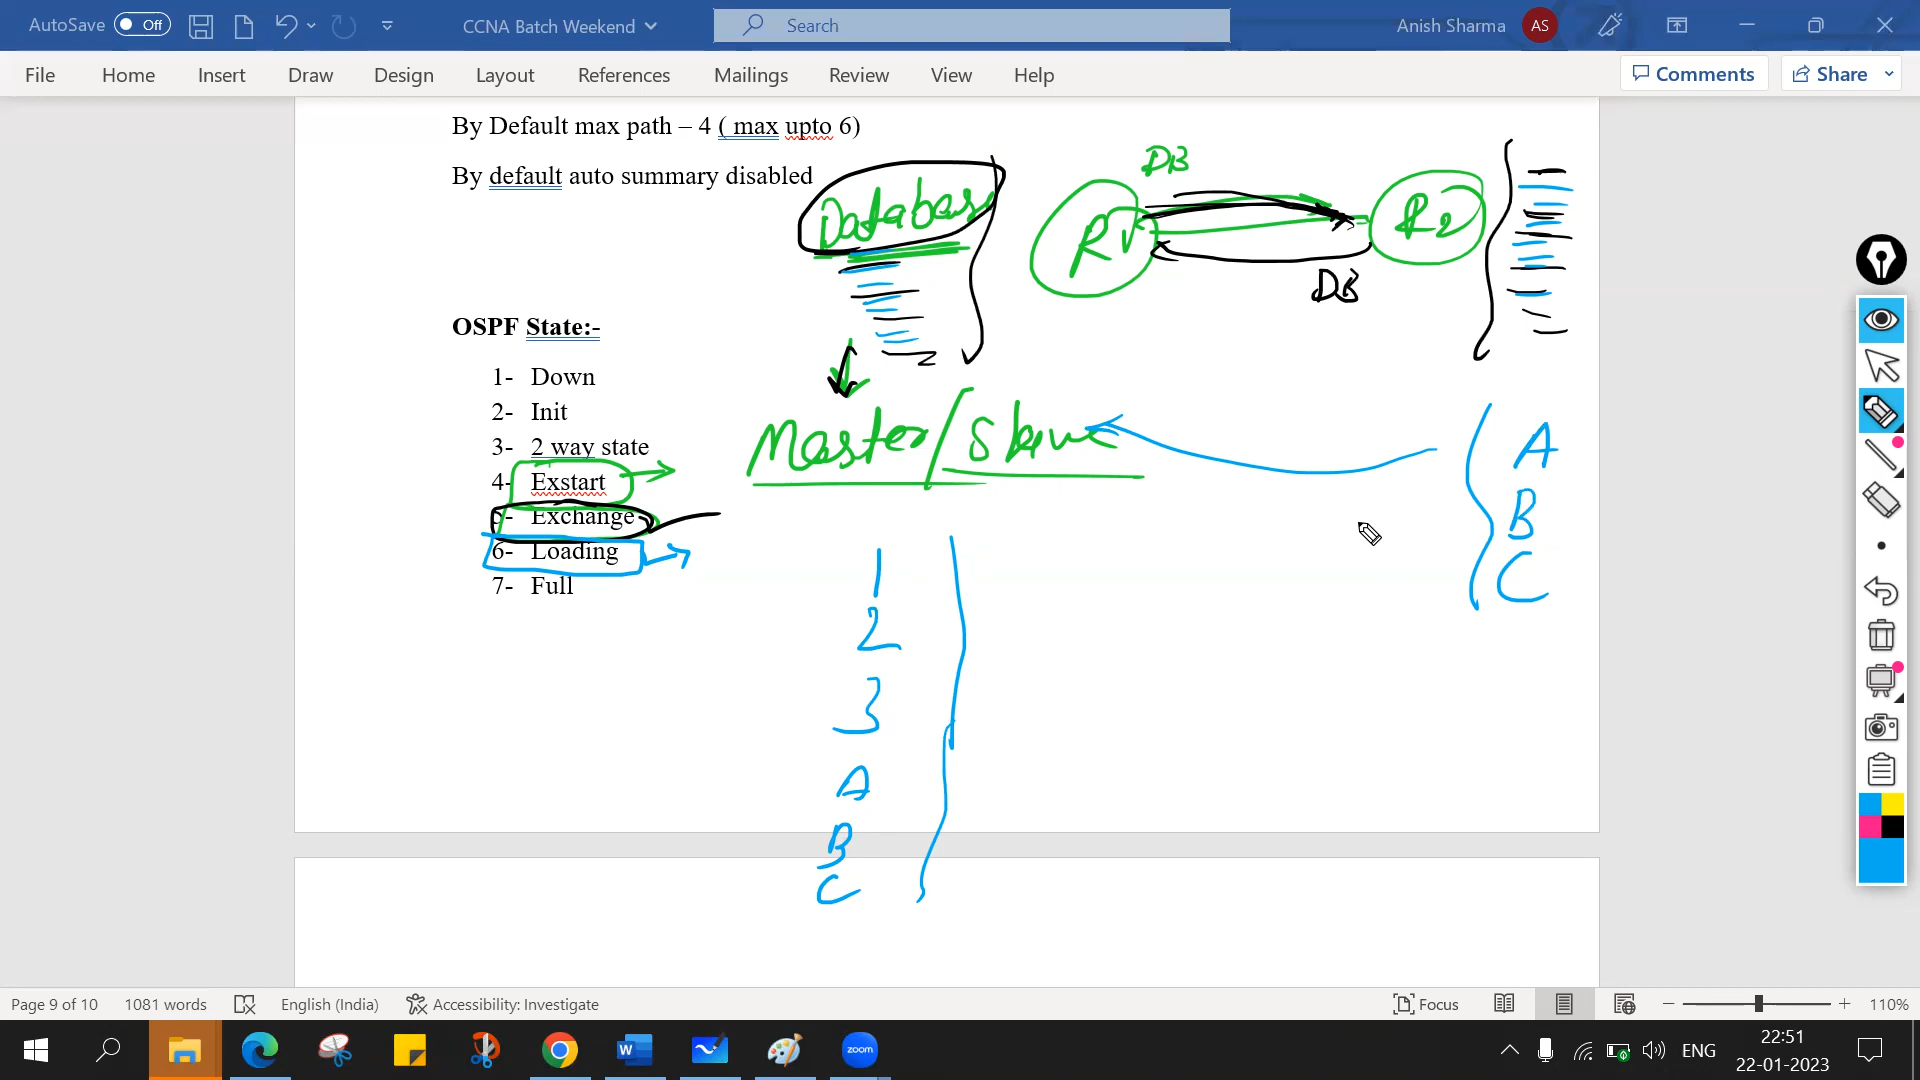 AutoSave Off CCNA Batch Weekend Search Anish Sharma AS
File Home Insert Draw Design Layout References Mailings Review View Help Comments Share
By Default max path – 4 ( max upto 6)
By default auto summary disabled
Database
DB
R1
R2
DB
OSPF State:-
1- Down
2- Init
3- 2 way state
4- Exstart
5- Exchange
6- Loading
7- Full
Master/Slave
A
B
C
1
2
3
A
B
C
Page 9 of 10 1081 words English (India) Accessibility: Investigate Focus 110%
W zoom ENG 22:51
22-01-2023